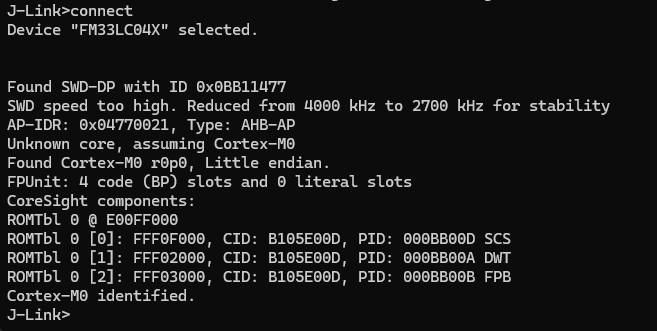 J-Link>connect
Device "FM33LC04X" selected.
Found SWD-DP with ID 0x0BB11477
SWD speed too high. Reduced from 4000 kHz to 2700 kHz for stability
AP-IDR: 0x04770021, Type: AHB-AP
Unknown core, assuming Cortex-M0
Found Cortex-M0 r0p0, Little endian.
FPUnit: 4 code (BP) slots and 0 literal slots
CoreSight components:
ROMTbl 0 @ E00FF000
ROMTbl 0 [0]: FFF0F000, CID: B105E00D, PID: 000BB00D SCS
ROMTbl 0 [1]: FFF02000, CID: B105E00D, PID: 000BB00A DWT
ROMTbl 0 [2]: FFF03000, CID: B105E00D, PID: 000BB00B FPB
Cortex-M0 identified.
J-Link>